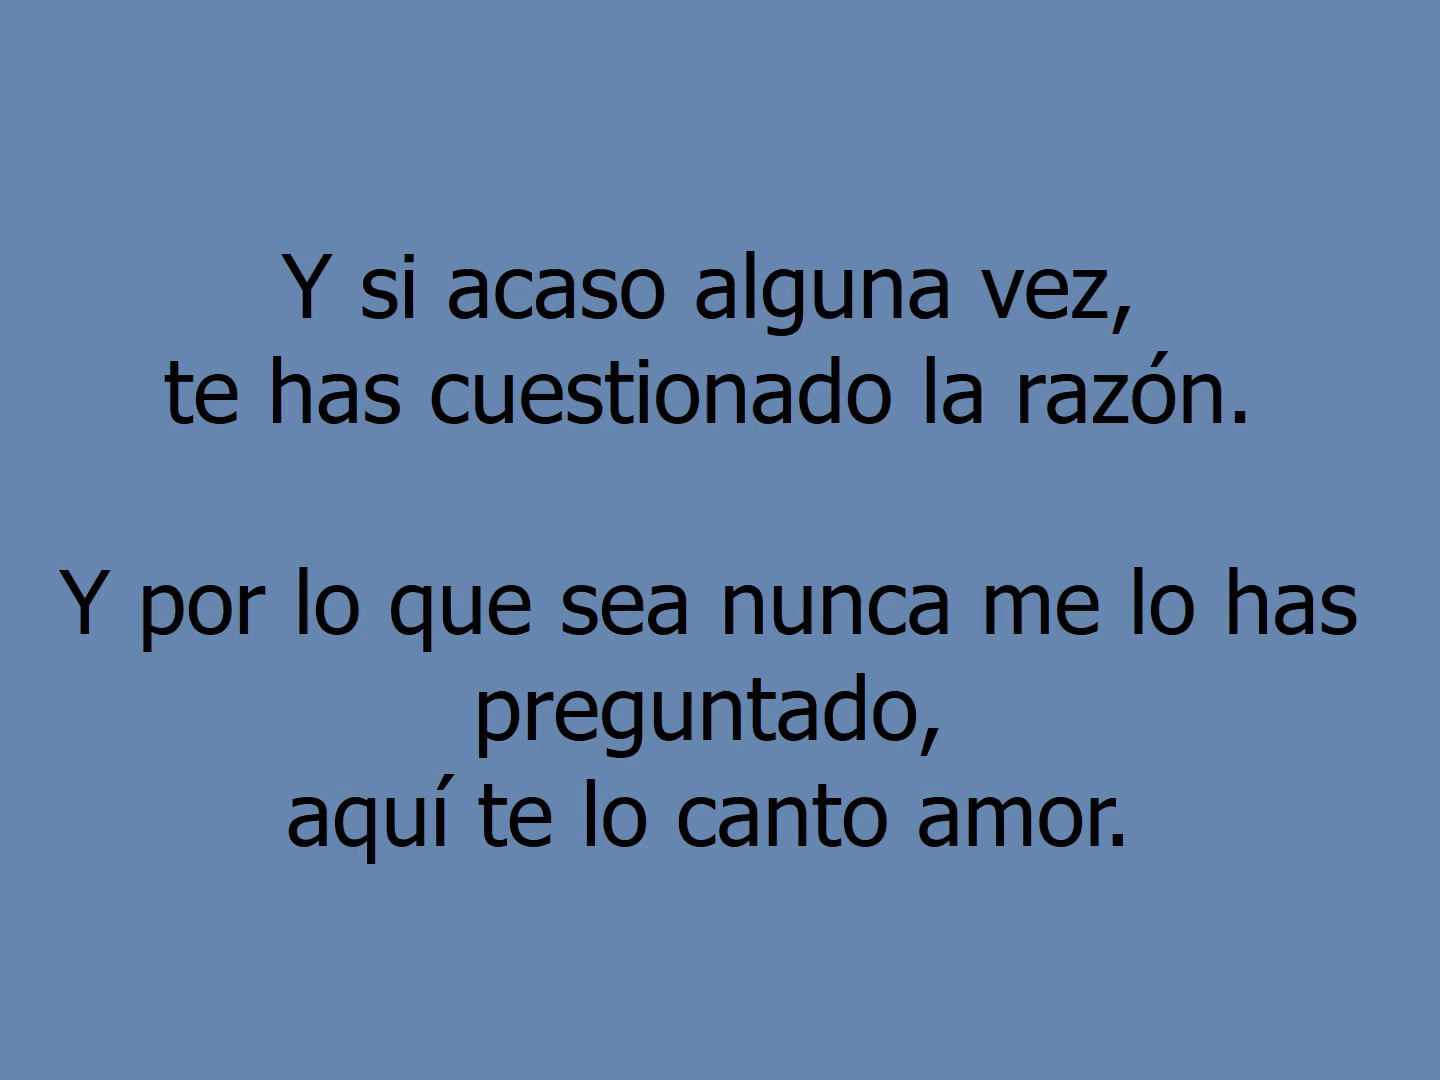 Y si acaso alguna vez,
te has cuestionado la razón.
Y por lo que sea nunca me lo has
preguntado,
aquí te lo canto amor.